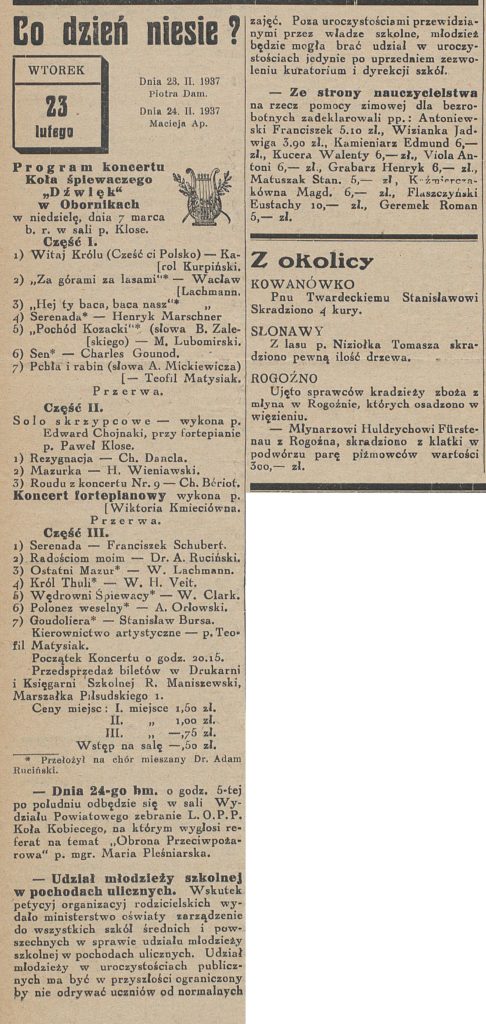 Co dzień niesie ?
WTOREK
23
lutego
Dnia 23. II. 1937
Piotra Dam.
Dnia 24. II. 1937
Macieja Ap.
Program koncertu
Koła śpiewaczego
„Dźwięk“
w Obornikach
w niedzielę, dnia 7 marca
b. r. w sali p. Klose.
Część I.
1) Witaj Królu (Cześć ci Polsko) — Ka-
[rol Kurpiński.
2) „Za górami za lasami“* — Wacław
[Lachmann.
3) „Hej ty baca, baca nasz“* „
4) Serenada* — Henryk Marschner
5) „Pochód Kozacki“* (słowa B. Zale-
[skiego) — M. Lubomirski.
6) Sen* — Charles Gounod.
7) Pchła i rabin (słowa A. Mickiewicza)
[— Teofil Matysiak.
Przerwa.
Część II.
Solo skrzypcowe — wykona p.
Edward Chojnaki, przy fortepianie
p. Paweł Klose.
1) Rezygnacja — Ch. Dancla.
2) Mazurka — H. Wieniawski.
3) Roudu z koncertu Nr. 9 — Ch. Bériot.
Koncert forteplanowy wykona p.
[Wiktoria Kmieciówna.
Przerwa.
Część III.
1) Serenada — Franciszek Schubert.
2) Radościom moim — Dr. A. Ruciński.
3) Ostatni Mazur* — W. Lachmann.
4) Król Thuli* — W. H. Veit.
5) Wędrowni Śpiewacy* — W. Clark.
6) Polonez weselny* — A. Orłowski.
7) Goudoliera* — Stanisław Bursa.
Kierownictwo artystyczne — p. Teo-
fil Matysiak.
Początek Koncertu o godz. 20.15.
Przedsprzedaż biletów w Drukarni
i Księgarni Szkolnej R. Maniszewski,
Marszałka Piłsudskiego 1.
Ceny miejsc: I. miejsce 1,50 zł.
II. „ 1,00 zł.
III. „ —,75 zł.
Wstęp na salę —,50 zł.
* Przełożył na chór mieszany Dr. Adam
Ruciński.
— Dnia 24-go bm. o godz. 5-tej
po południu odbędzie się w sali Wy-
działu Powiatowego zebranie L. O. P. P.
Koła Kobiecego, na którym wygłosi re-
ferat na temat „Obrona Przeciwpoża-
rowa“ p. mgr. Maria Pleśniarska.
— Udział młodzieży szkolnej
w pochodach ulicznych. Wskutek
petycyj organizacyj rodzicielskich wy-
dało ministerstwo oświaty zarządzenie
do wszystkich szkół średnich i pow-
szechnych w sprawie udziału młodzieży
szkolnej w pochodach ulicznych. Udział
młodzieży w uroczystościach publicz-
nych ma być w przyszłości ograniczony
by nie odrywać uczniów od normalnych
zajęć. Poza uroczystościami przewidzia-
nymi przez władze szkolne, młodzież
będzie mogła brać udział w uroczy-
stościach jedynie po uprzedniem zezwo-
leniu kuratorium i dyrekcji szkół.
— Ze strony nauczycielstwa
na rzecz pomocy zimowej dla bezro-
botnych zadeklarowali pp.: Antoniew-
ski Franciszek 5.10 zł., Wizianka Jad-
wiga 3.90 zł., Kamieniarz Edmund 6,—
zł., Kucera Walenty 6,— zł., Viola An-
toni 6,— zł., Grabarz Henryk 6,— zł.,
Matuszak Stan. 5,— zł, Kaźmiercza-
kówna Magd. 6,— zł., Flaszczyński
Eustachy 10,— zł., Geremek Roman
5,— zł.
Z okolicy
KOWANÓWKO
Pnu Twardeckiemu Stanisławowi
Skradziono 4 kury.
SŁONAWY
Z lasu p. Niziołka Tomasza skra-
dziono pewną ilość drzewa.
ROGOŹNO
Ujęto sprawców kradzieży zboża z
młyna w Rogoźnie, których osadzono w
więzieniu.
— Młynarzowi Huldrychowi Fürste-
nau z Rogoźna, skradziono z klatki w
podwórzu parę piżmowców wartości
300,— zł.